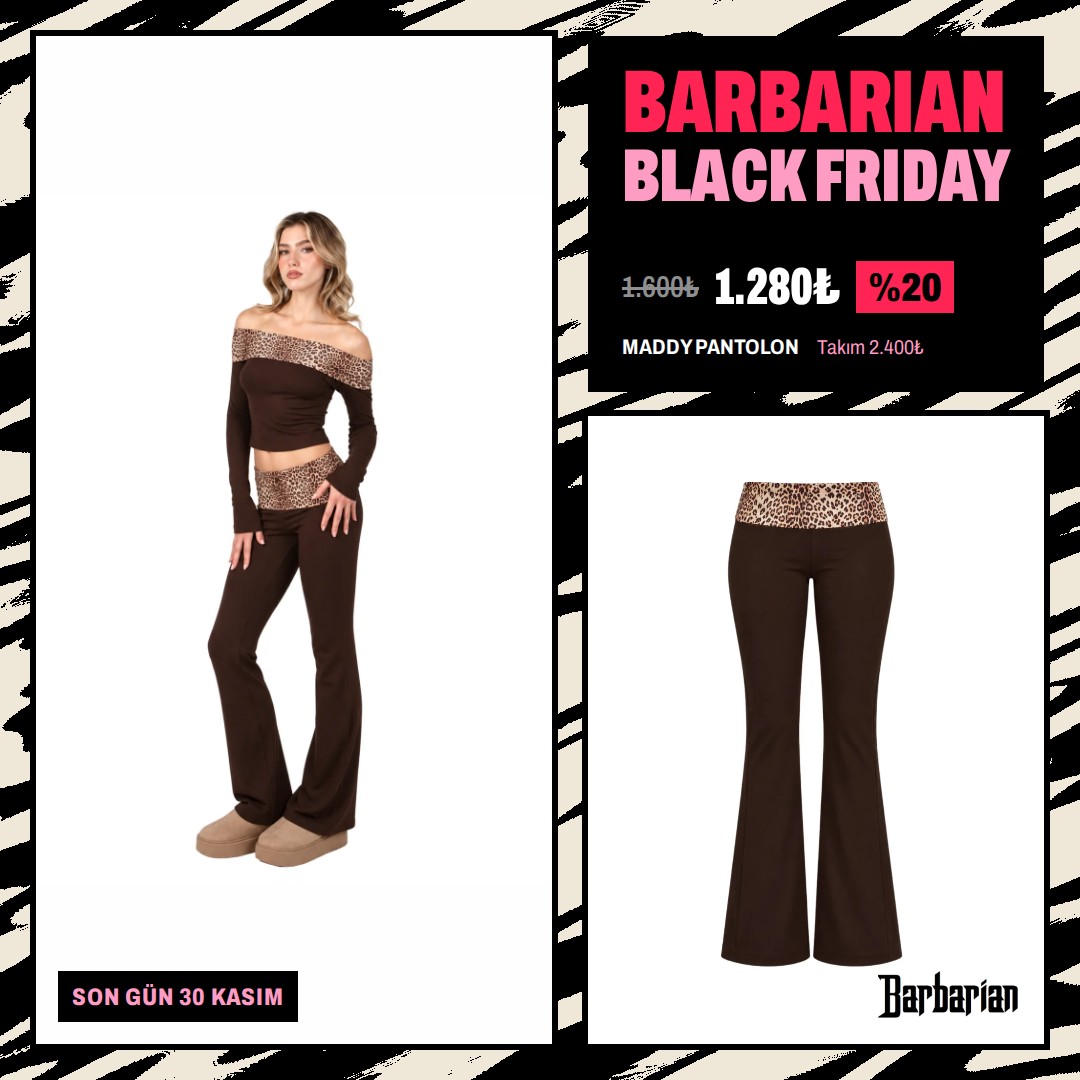 BARBARIAN
BLACK FRIDAY
1.600₺ 1.280₺ %20
MADDY PANTOLON Takım 2.400₺
SON GÜN 30 KASIM
Barbarian